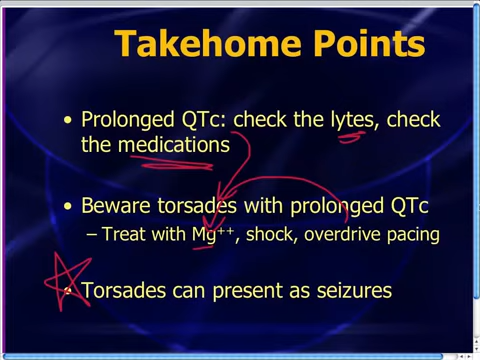 Takehome Points
• Prolonged QTc: check the lytes, check
the medications
• Beware torsades with prolonged QTc
– Treat with Mg⁺⁺, shock, overdrive pacing
• Torsades can present as seizures